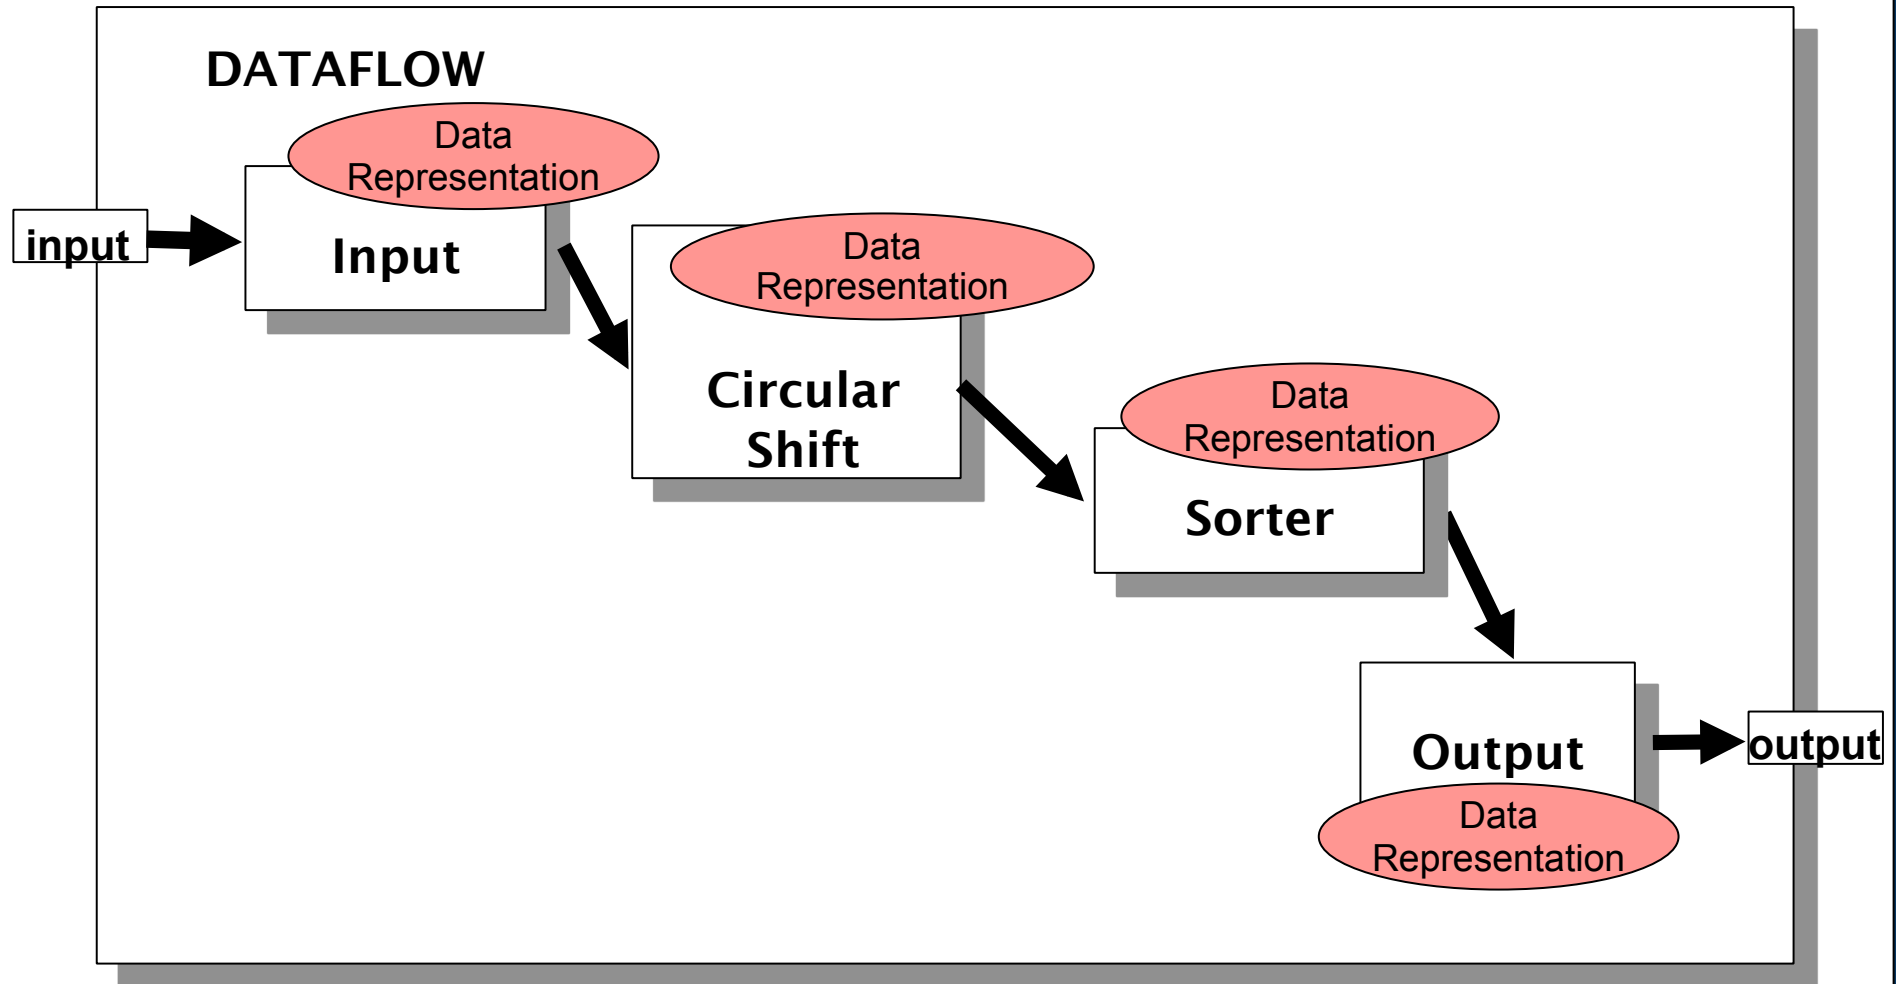 DATAFLOW
Data
Representation
input
Input
Data
Representation
Circular
Shift
Data
Representation
Sorter
Output
output
Data
Representation